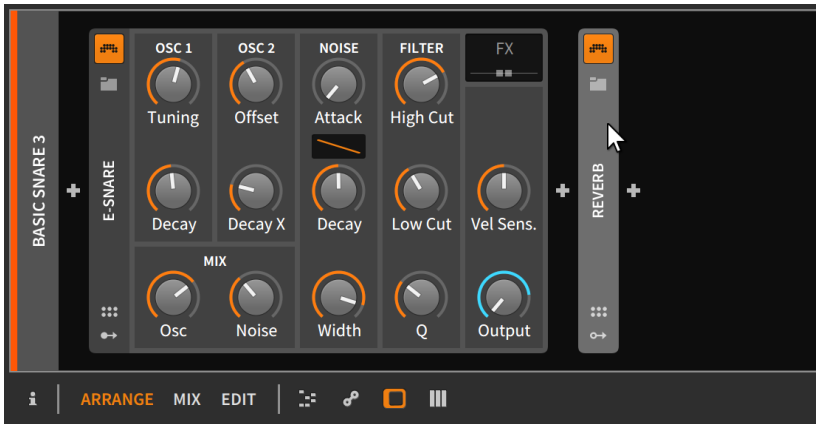 BASIC SNARE 3
E-SNARE
OSC 1 OSC 2 NOISE FILTER FX
Tuning Offset Attack High Cut
Decay Decay X Decay Low Cut Vel Sens.
MIX
Osc Noise Width Q Output
REVERB
i ARRANGE MIX EDIT